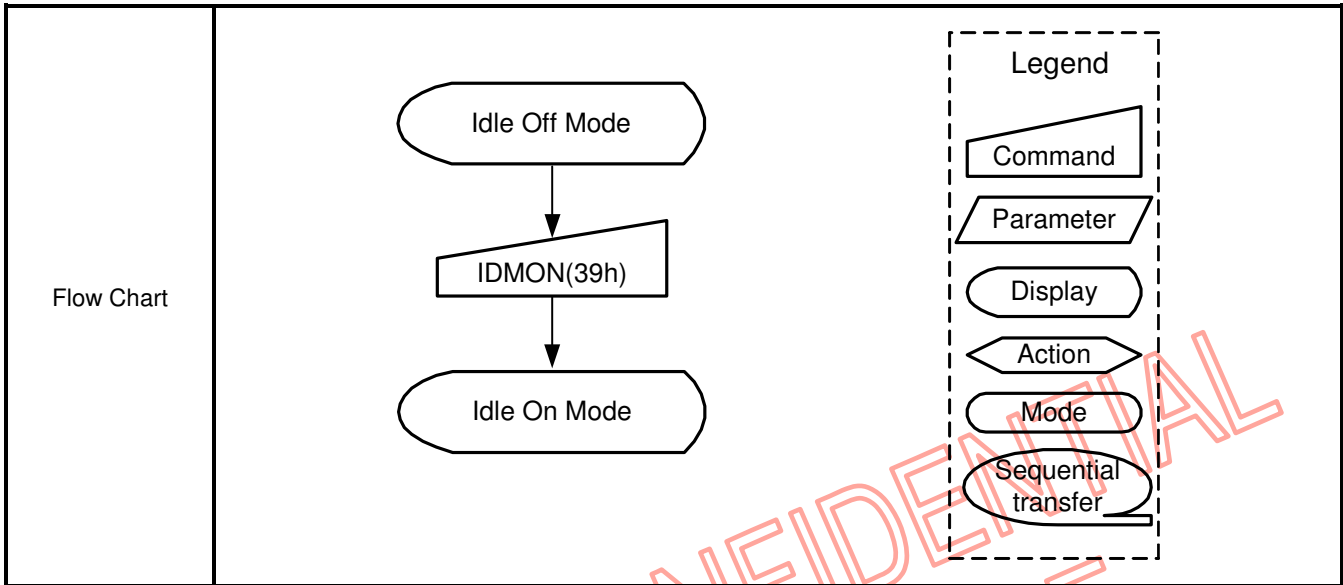 Flow Chart
Idle Off Mode
IDMON(39h)
Idle On Mode
Legend
Command
Parameter
Display
Action
Mode
Sequential
transfer